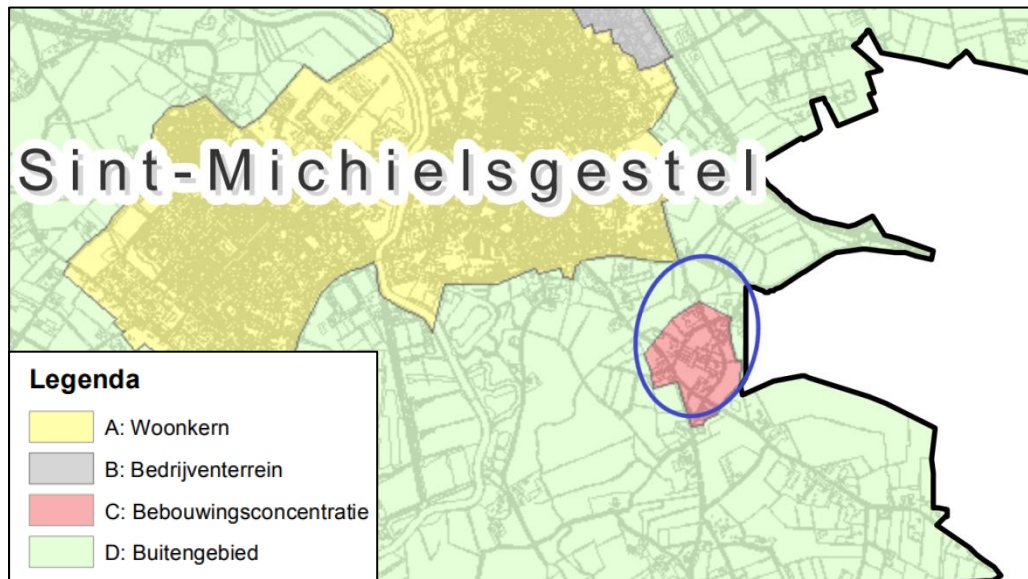 Sint-Michielsgestel
Legenda
A: Woonkern
B: Bedrijventerrein
C: Bebouwingsconcentratie
D: Buitengebied